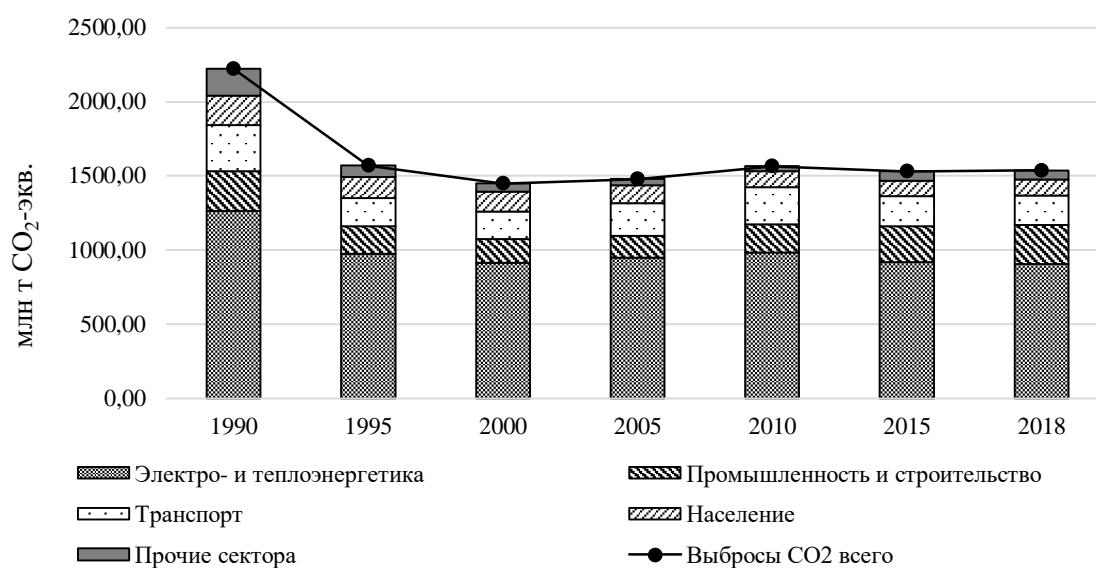 2500,00
2000,00
1500,00
1000,00
500,00
0,00
млн т CO₂-экв.
1990 1995 2000 2005 2010 2015 2018
Электро- и теплоэнергетика Промышленность и строительство
Транспорт Население
Прочие сектора Выбросы CO2 всего